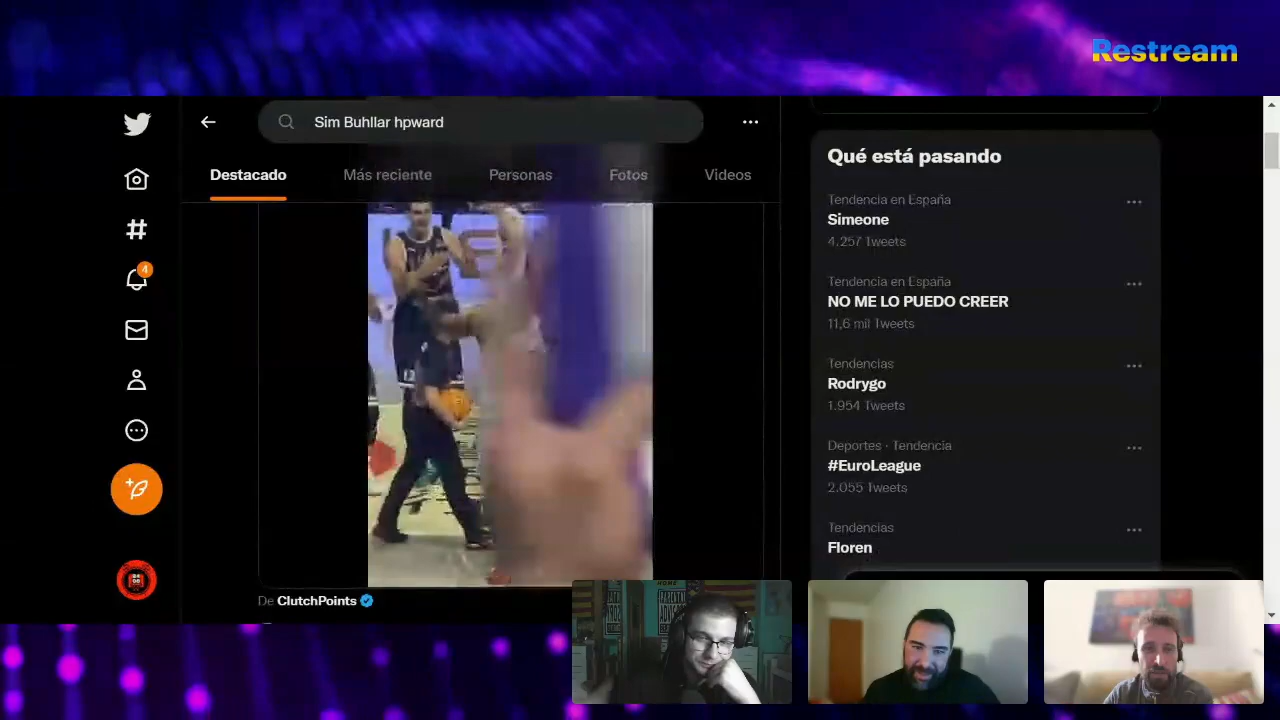 Restream
Sim Buhllar hpward
Destacado
Más reciente
Personas
Fotos
Videos
4
De ClutchPoints
Qué está pasando
Tendencia en España
Simeone
4.257 Tweets
Tendencia en España
NO ME LO PUEDO CREER
11,6 mil Tweets
Tendencias
Rodrygo
1.954 Tweets
Deportes · Tendencia
#EuroLeague
2.055 Tweets
Tendencias
Floren